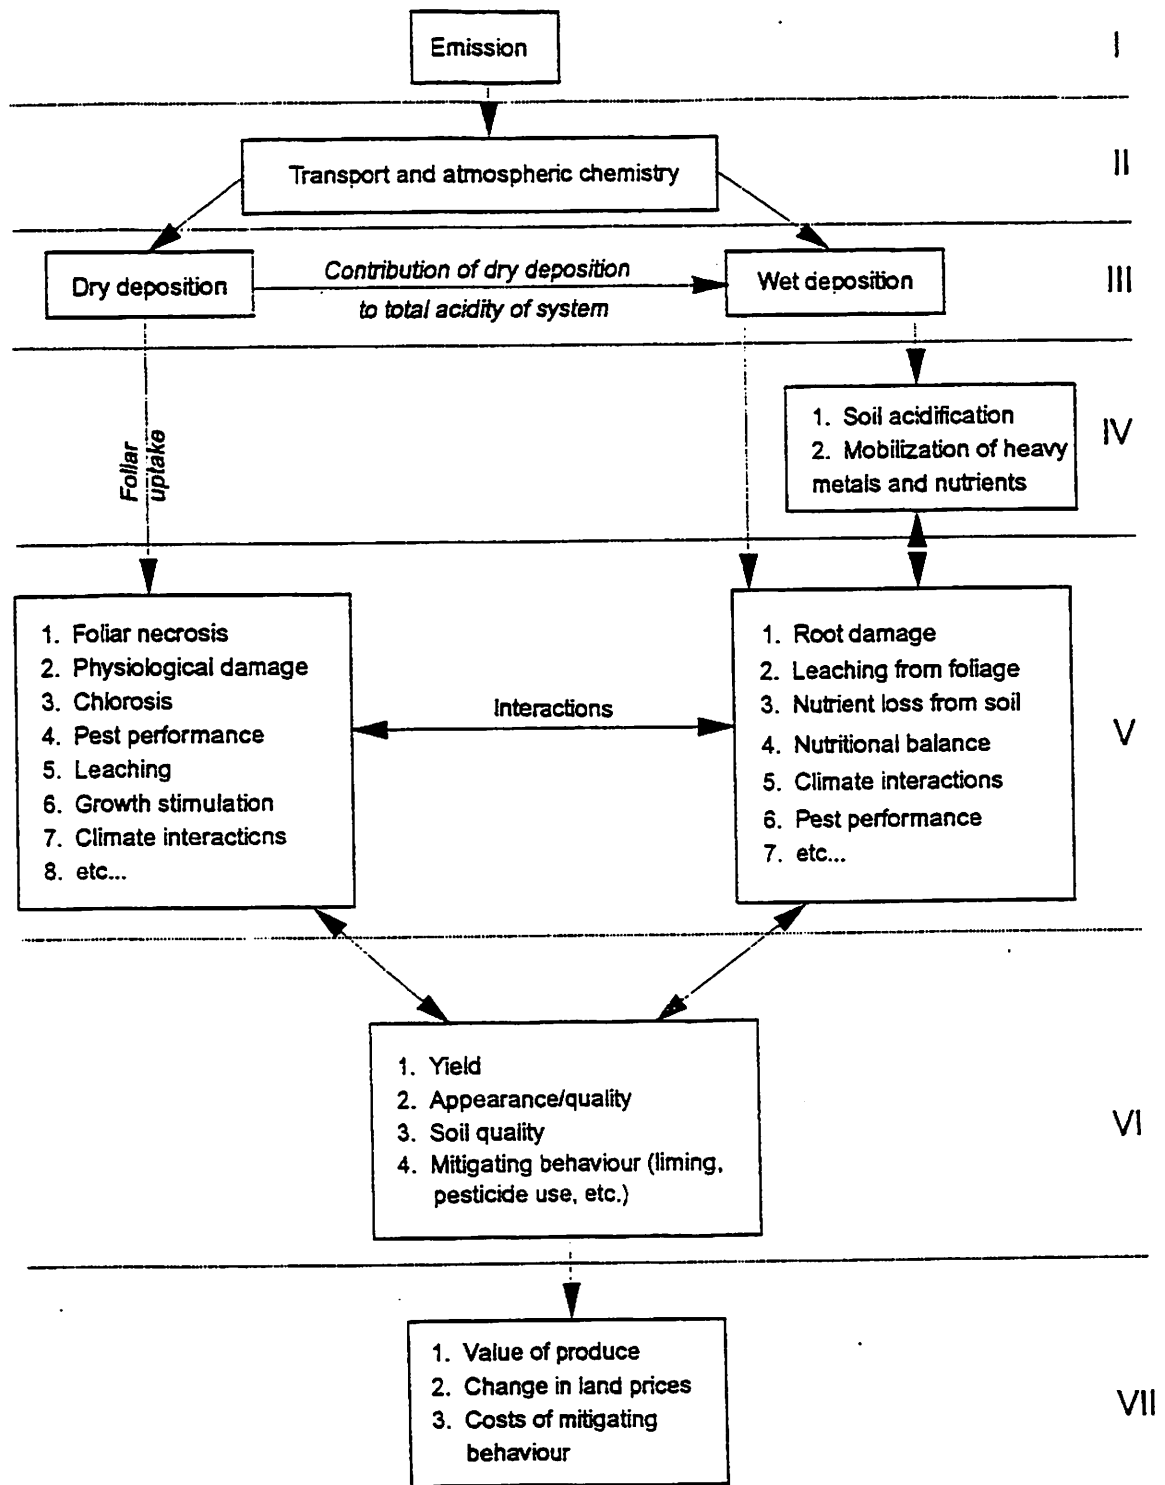 Emission
I
Transport and atmospheric chemistry
II
Dry deposition
Contribution of dry deposition
to total acidity of system
Wet deposition
III
Foliar
uptake
1. Soil acidification
2. Mobilization of heavy
metals and nutrients
IV
1. Foliar necrosis
2. Physiological damage
3. Chlorosis
4. Pest performance
5. Leaching
6. Growth stimulation
7. Climate interactions
8. etc...
Interactions
1. Root damage
2. Leaching from foliage
3. Nutrient loss from soil
4. Nutritional balance
5. Climate interactions
6. Pest performance
7. etc...
V
1. Yield
2. Appearance/quality
3. Soil quality
4. Mitigating behaviour (liming,
pesticide use, etc.)
VI
1. Value of produce
2. Change in land prices
3. Costs of mitigating
behaviour
VII